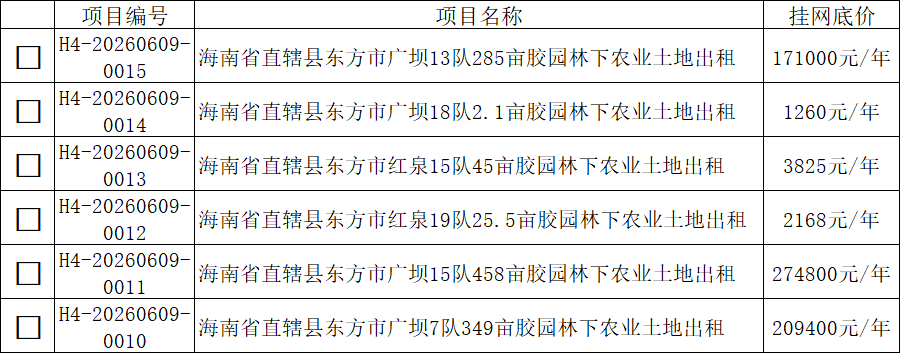 项目编号 项目名称 挂网底价
□ H4-20260609-0015 海南省直辖县东方市广坝13队285亩胶园林下农业土地出租 171000元/年
□ H4-20260609-0014 海南省直辖县东方市广坝18队2.1亩胶园林下农业土地出租 1260元/年
□ H4-20260609-0013 海南省直辖县东方市红泉15队45亩胶园林下农业土地出租 3825元/年
□ H4-20260609-0012 海南省直辖县东方市红泉19队25.5亩胶园林下农业土地出租 2168元/年
□ H4-20260609-0011 海南省直辖县东方市广坝15队458亩胶园林下农业土地出租 274800元/年
□ H4-20260609-0010 海南省直辖县东方市广坝7队349亩胶园林下农业土地出租 209400元/年